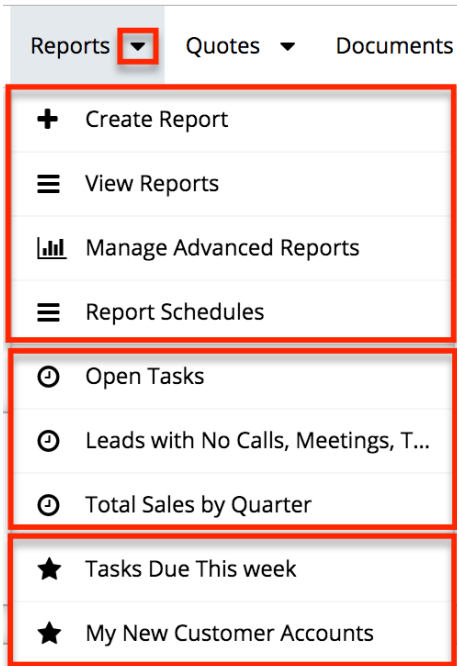 Reports Quotes Documents
Create Report
View Reports
Manage Advanced Reports
Report Schedules
Open Tasks
Leads with No Calls, Meetings, T...
Total Sales by Quarter
Tasks Due This week
My New Customer Accounts